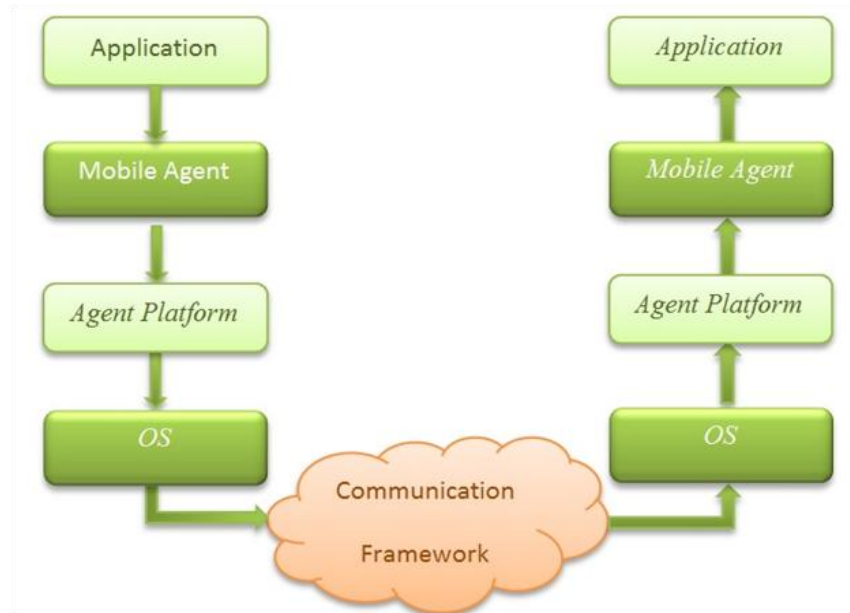 Application
Mobile Agent
Agent Platform
OS
Communication
Framework
Application
Mobile Agent
Agent Platform
OS